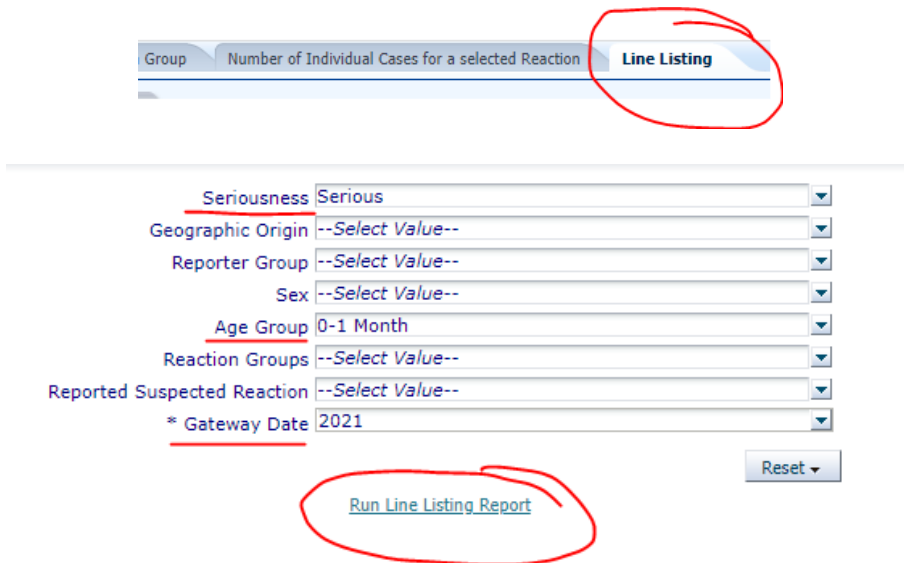 Group Number of Individual Cases for a selected Reaction Line Listing
Seriousness Serious
Geographic Origin --Select Value--
Reporter Group --Select Value--
Sex --Select Value--
Age Group 0-1 Month
Reaction Groups --Select Value--
Reported Suspected Reaction --Select Value--
* Gateway Date 2021
Reset
Run Line Listing Report